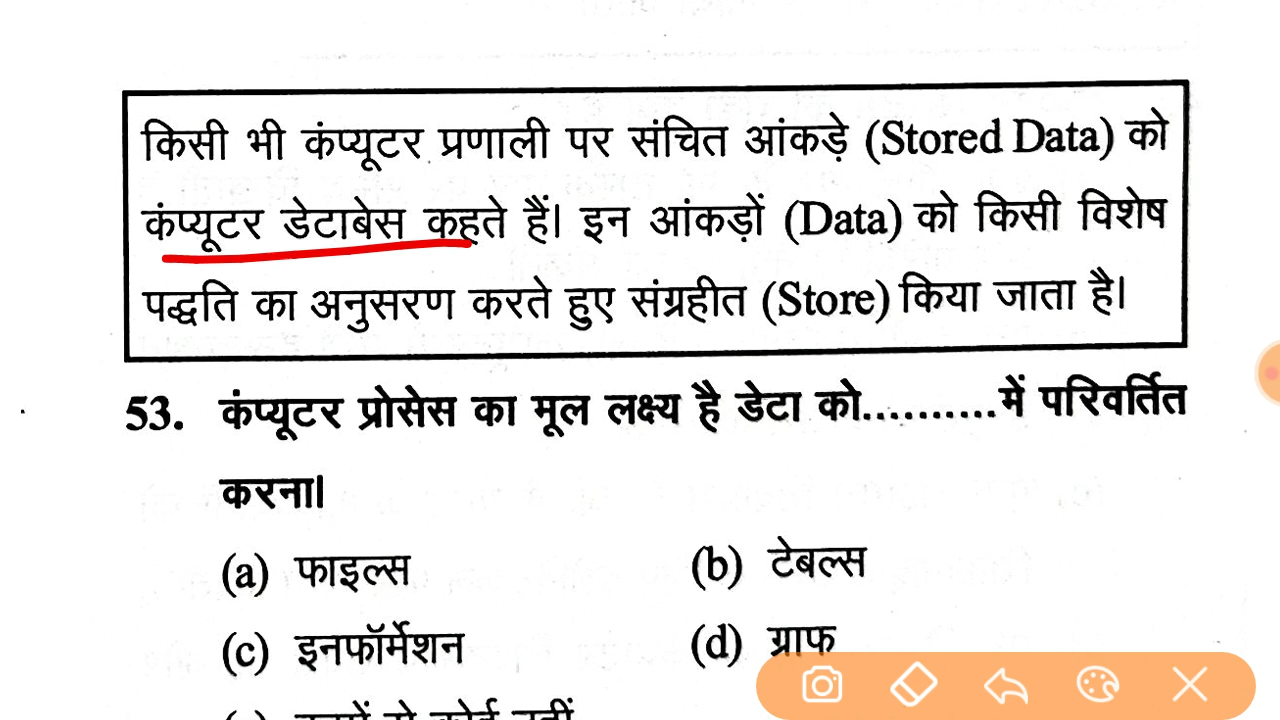 किसी भी कंप्यूटर प्रणाली पर संचित आंकड़े (Stored Data) को
कंप्यूटर डेटाबेस कहते हैं। इन आंकड़ों (Data) को किसी विशेष
पद्धति का अनुसरण करते हुए संग्रहीत (Store) किया जाता है।
53. कंप्यूटर प्रोसेस का मूल लक्ष्य है डेटा को..........में परिवर्तित
करना।
(a) फाइल्स (b) टेबल्स
(c) इनफॉर्मेशन (d) ग्राफ